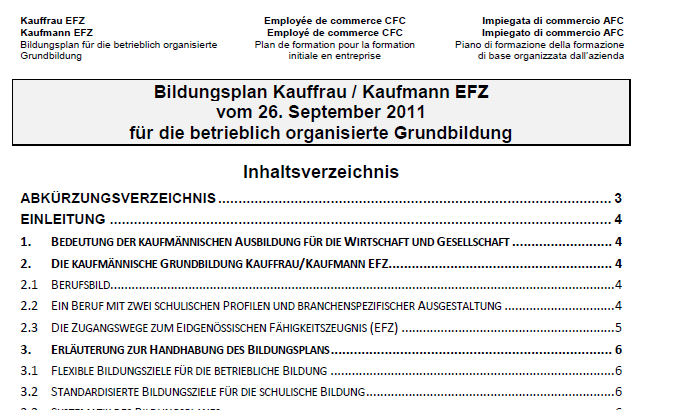 Kauffrau EFZ
Kaufmann EFZ
Bildungsplan für die betrieblich organisierte
Grundbildung
Employée de commerce CFC
Employé de commerce CFC
Plan de formation pour la formation
initiale en entreprise
Impiegata di commercio AFC
Impiegato di commercio AFC
Piano di formazione della formazione
di base organizzata dall'azienda
Bildungsplan Kauffrau / Kaufmann EFZ
vom 26. September 2011
für die betrieblich organisierte Grundbildung
Inhaltsverzeichnis
ABKÜRZUNGSVERZEICHNIS ... 3
EINLEITUNG ... 4
1. BEDEUTUNG DER KAUFMÄNNISCHEN AUSBILDUNG FÜR DIE WIRTSCHAFT UND GESELLSCHAFT ... 4
2. DIE KAUFMÄNNISCHE GRUNDBILDUNG KAUFFRAU/KAUFMANN EFZ... 4
2.1 BERUFSBILD...4
2.2 EIN BERUF MIT ZWEI SCHULISCHEN PROFILEN UND BRANCHENSPEZIFISCHER AUSGESTALTUNG ...4
2.3 DIE ZUGANGSWEGE ZUM EIDGENÖSSISCHEN FÄHIGKEITSZEUGNIS (EFZ) ...5
3. ERLÄUTERUNG ZUR HANDHABUNG DES BILDUNGSPLANS... 6
3.1 FLEXIBLE BILDUNGSZIELE FÜR DIE BETRIEBLICHE BILDUNG ...6
3.2 STANDARDISIERTE BILDUNGSZIELE FÜR DIE SCHULISCHE BILDUNG...6